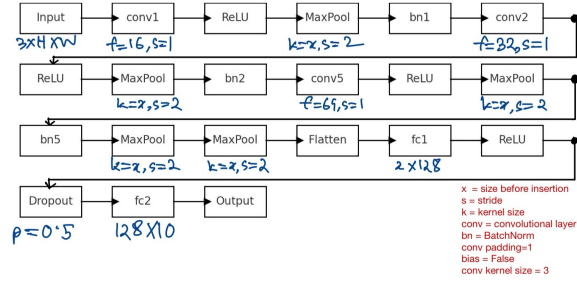 Input conv1 ReLU MaxPool bn1 conv2
3XHXW f=16,s=1 k=x,s=2 f=32,s=1
ReLU MaxPool bn2 conv5 ReLU MaxPool
k=x,s=2 f=64,s=1 k=x,s=2
bn5 MaxPool MaxPool Flatten fc1 ReLU
k=x,s=2 k=x,s=2 2X128
Dropout fc2 Output
p=0.5 128X10
x = size before insertion
s = stride
k = kernel size
conv = convolutional layer
bn = BatchNorm
conv padding=1
bias = False
conv kernel size = 3